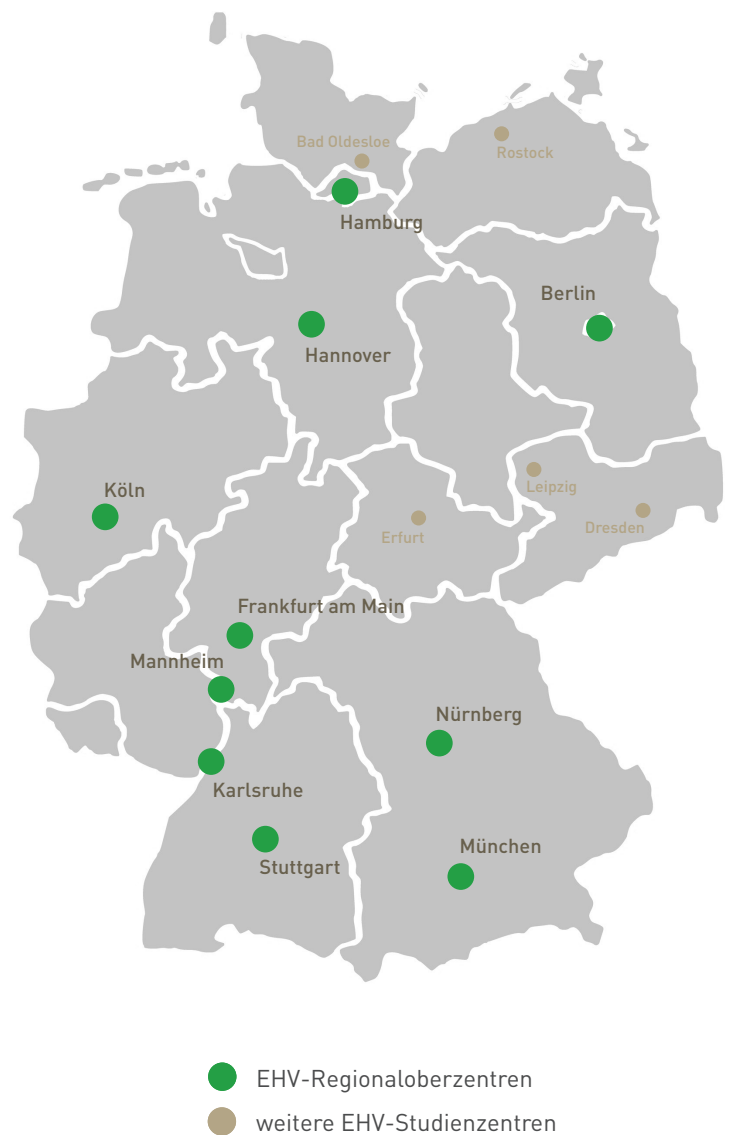 Bad Oldesloe
Rostock
Hamburg
Berlin
Hannover
Köln
Leipzig
Dresden
Erfurt
Frankfurt am Main
Mannheim
Nürnberg
Karlsruhe
München
Stuttgart
EHV-Regionaloberzentren
weitere EHV-Studienzentren